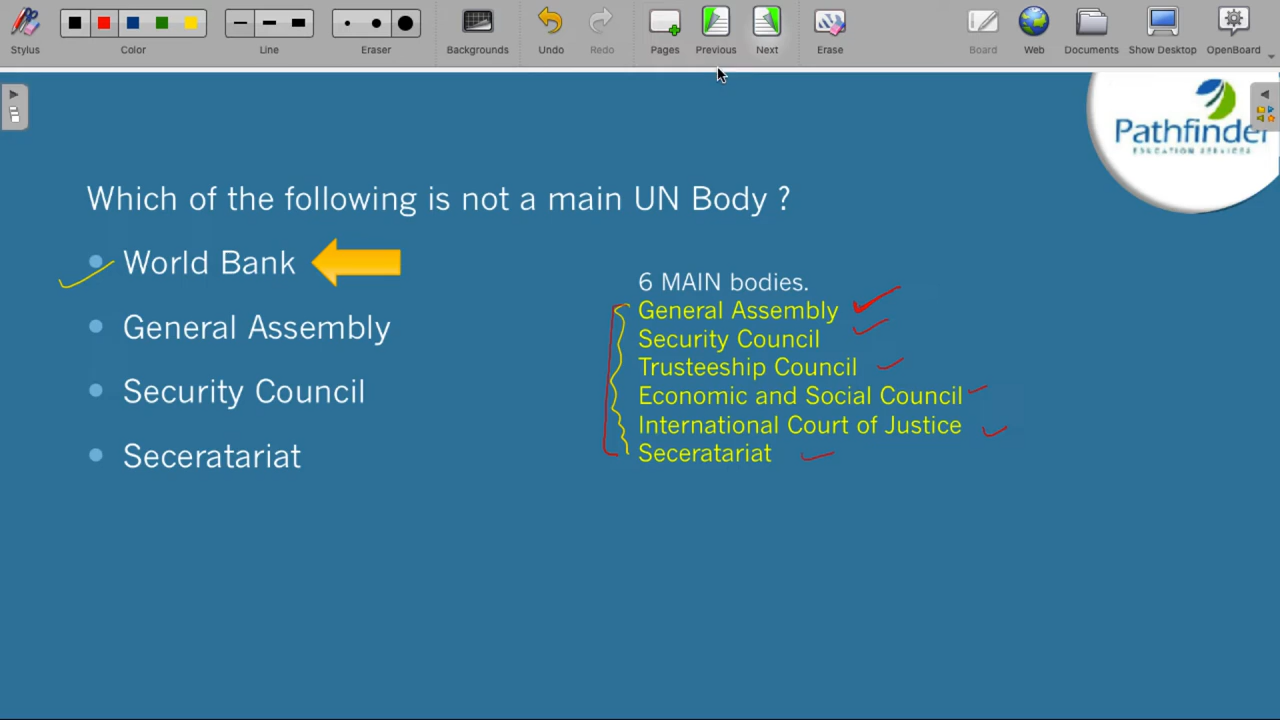 Stylus
Color
Line
Eraser
Backgrounds
Undo
Redo
Pages
Previous
Next
Erase
Board
Web
Documents
Show Desktop
OpenBoard
Pathfinder
EDUCATION SERVICES
Which of the following is not a main UN Body ?
World Bank
General Assembly
Security Council
Seceratariat
6 MAIN bodies.
General Assembly
Security Council
Trusteeship Council
Economic and Social Council
International Court of Justice
Seceratariat